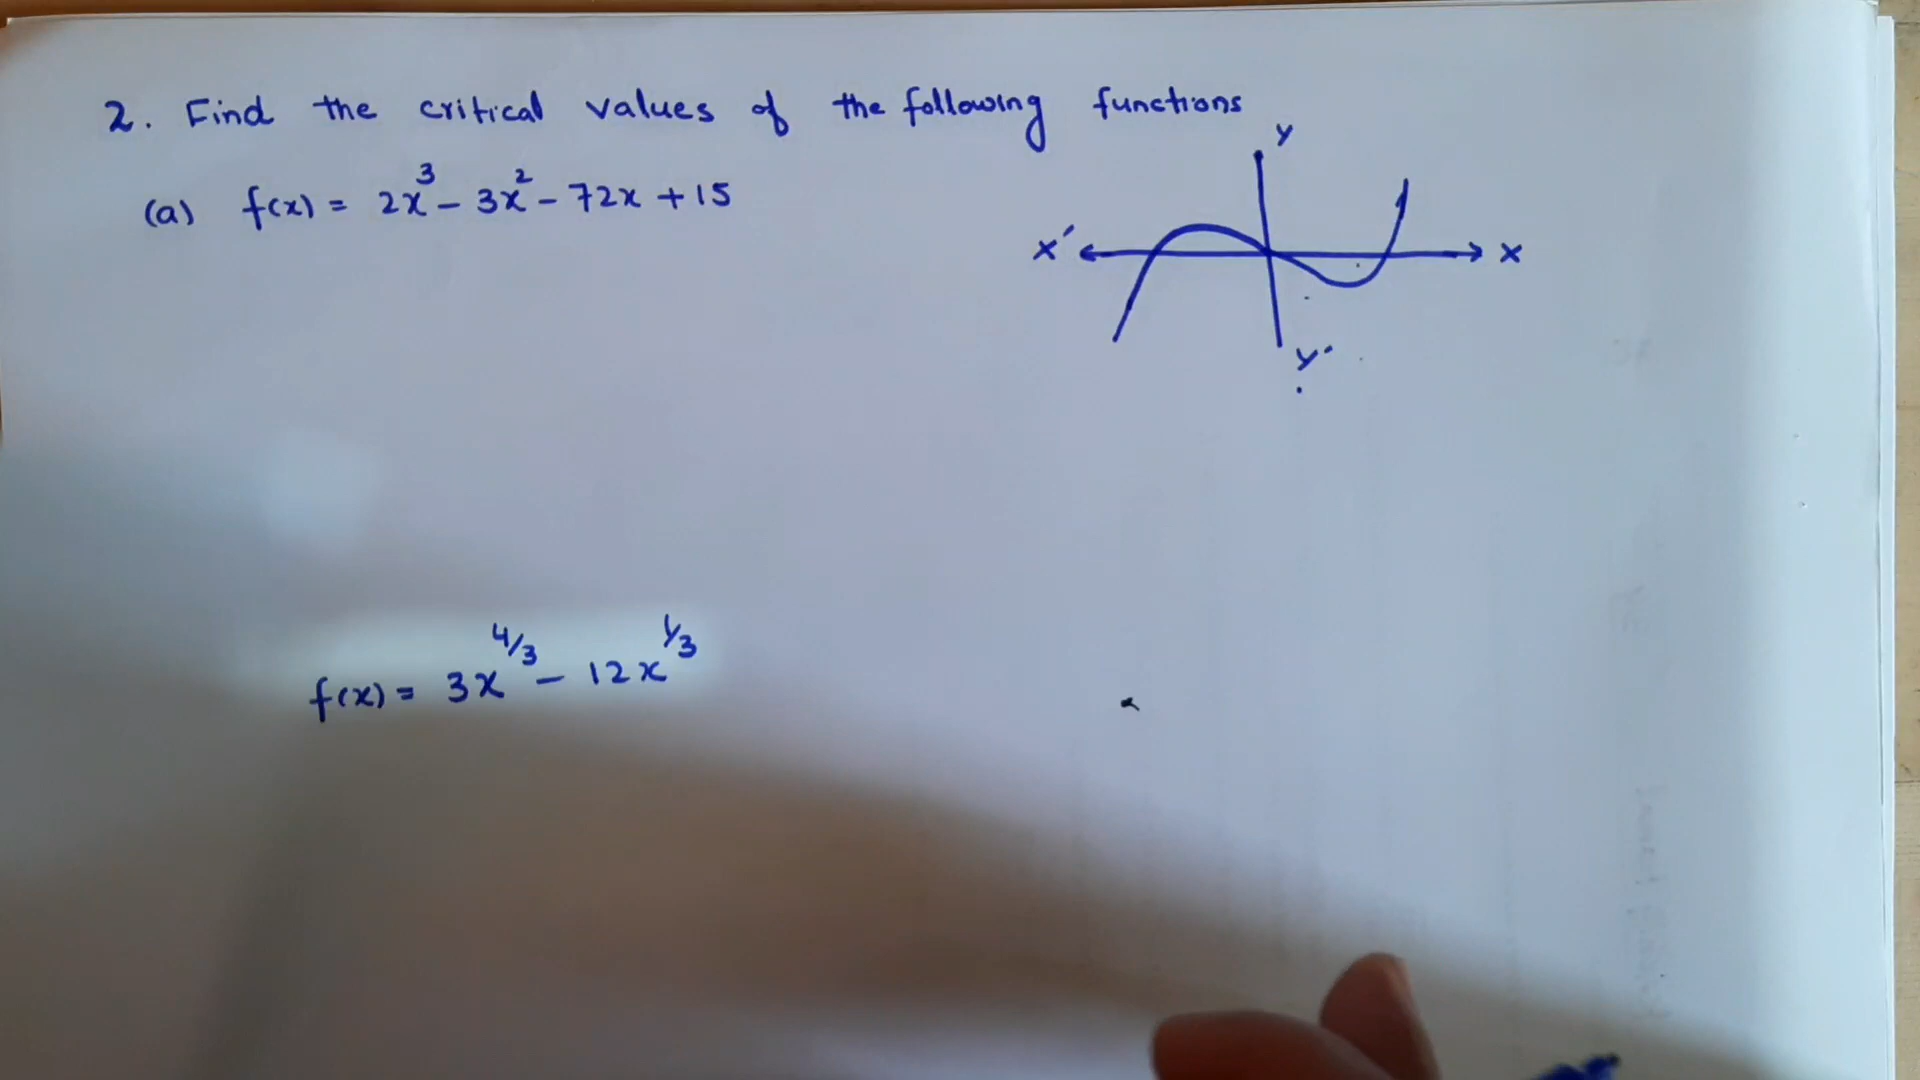 2. Find the critical values of the following functions
(a) f(x) = 2x³ - 3x² - 72x + 15
y
x′ x
y′
f(x) = 3x^4/3 - 12x^1/3